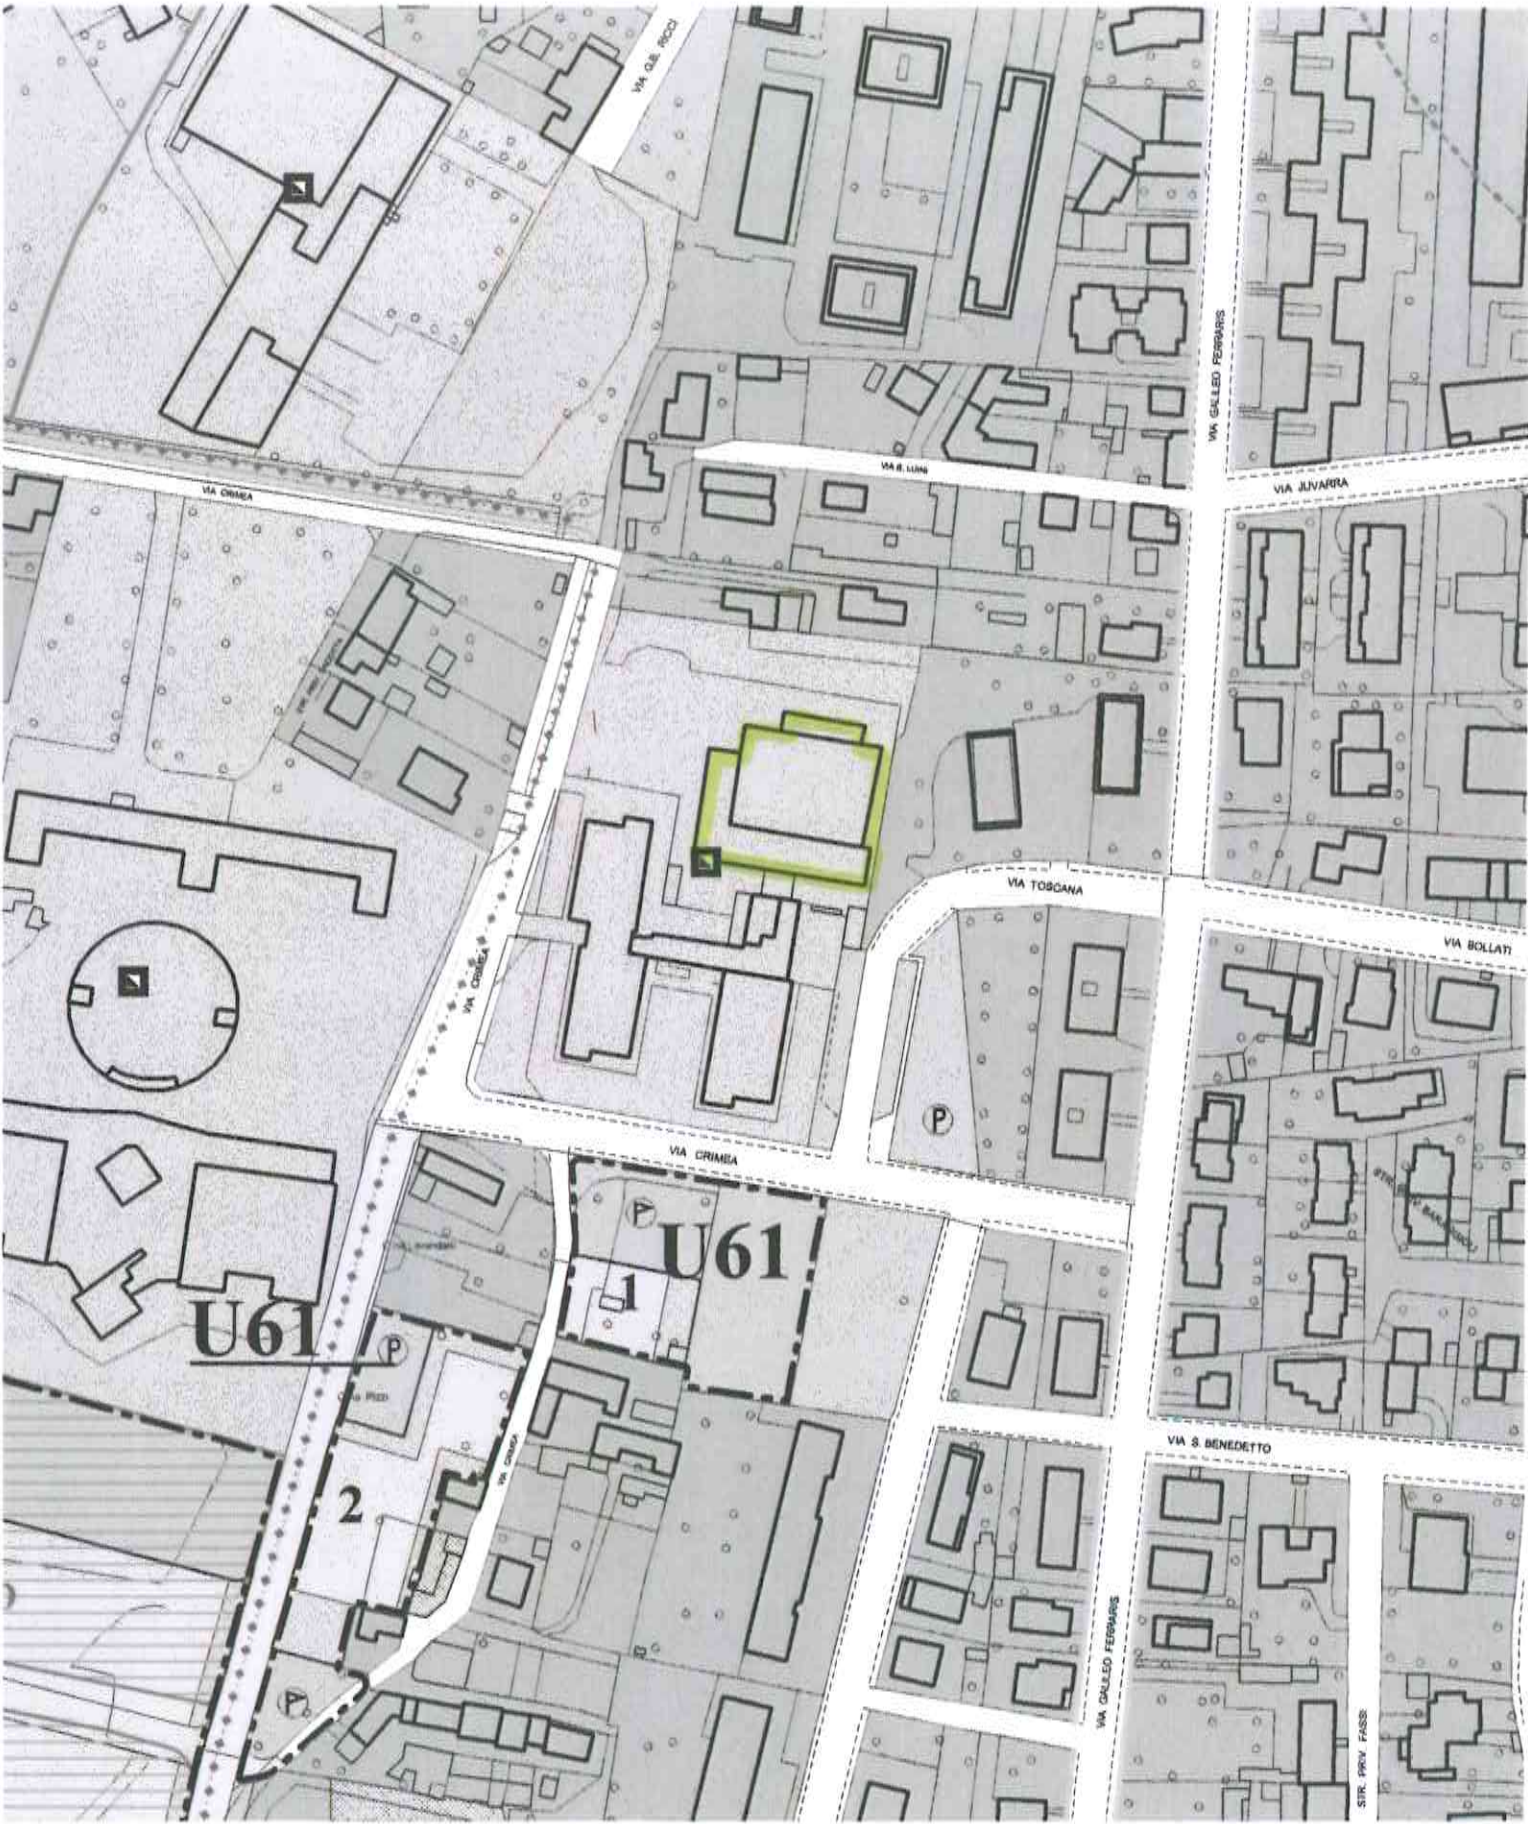 VIA G.B. RICCI
VIA GALILEO FERRARIS
VIA B. LUINI
VIA JUVARRA
VIA CRIMEA
VIA TOSCANA
VIA BOLLATI
VIA CRIMEA
P
VIA CRIMEA
P
U61
1
U61
P
VIA S. BENEDETTO
VIA CRIMEA
2
P
VIA GALILEO FERRARIS
STR. PRIV. FASSI